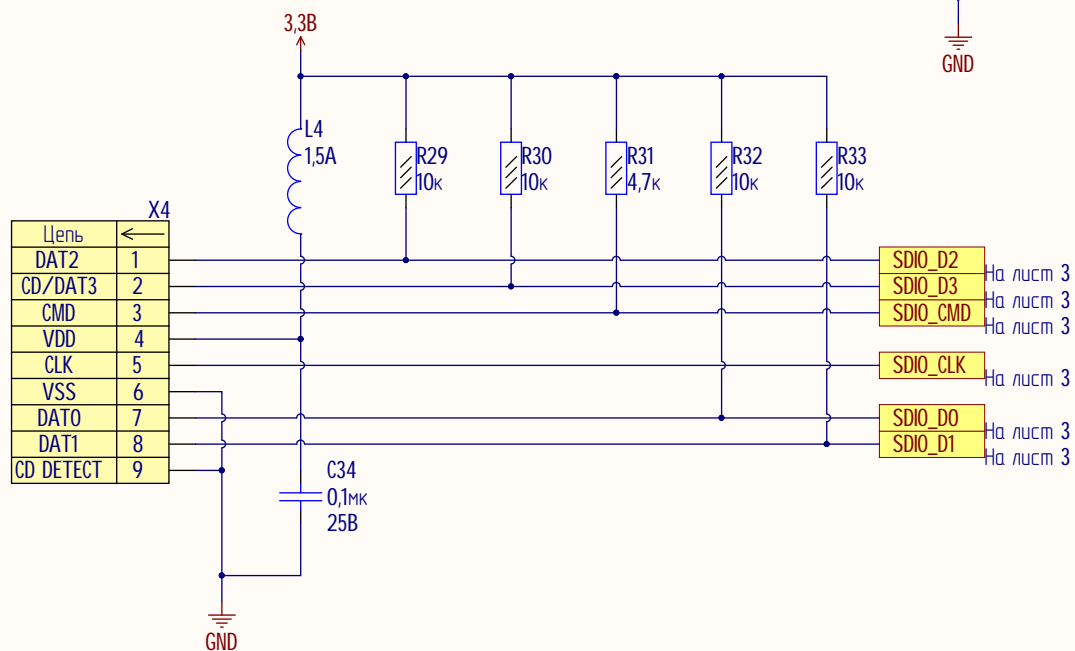 3,3В
GND
L4
1,5А
R29
10к
R30
10к
R31
4,7к
R32
10к
R33
10к
X4
Цепь
DAT2 1
CD/DAT3 2
CMD 3
VDD 4
CLK 5
VSS 6
DAT0 7
DAT1 8
CD DETECT 9
SDIO_D2
На лист 3
SDIO_D3
На лист 3
SDIO_CMD
На лист 3
SDIO_CLK
На лист 3
SDIO_D0
На лист 3
SDIO_D1
На лист 3
C34
0,1мк
25В
GND